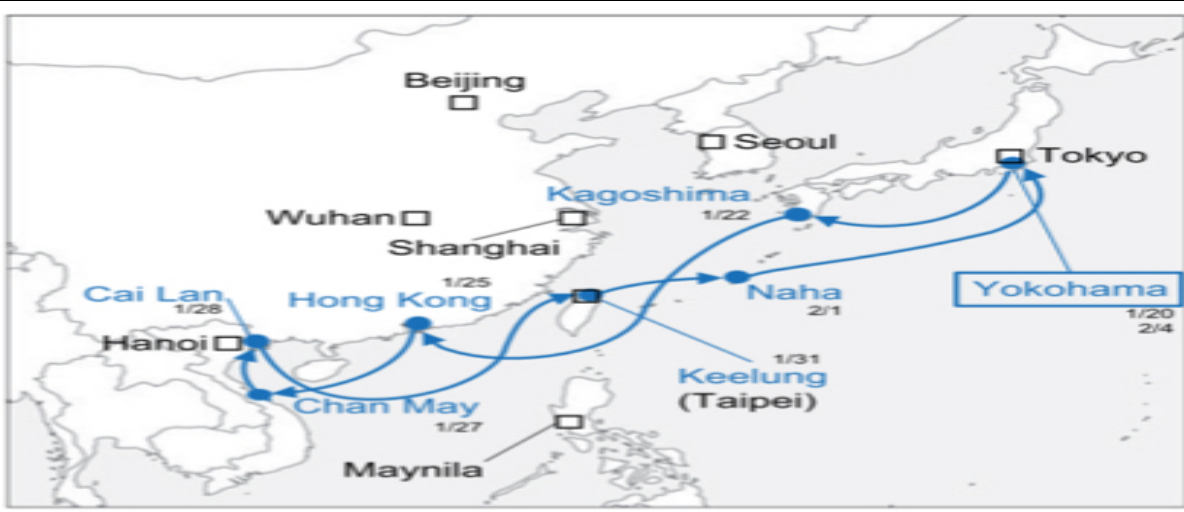 Beijing
Seoul
Tokyo
Kagoshima
1/22
Wuhan
Shanghai
1/25
Cai Lan
1/28
Hong Kong
Naha
2/1
Yokohama
1/20
2/4
Hanoi
1/31
Keelung
(Taipei)
Chan May
1/27
Maynila